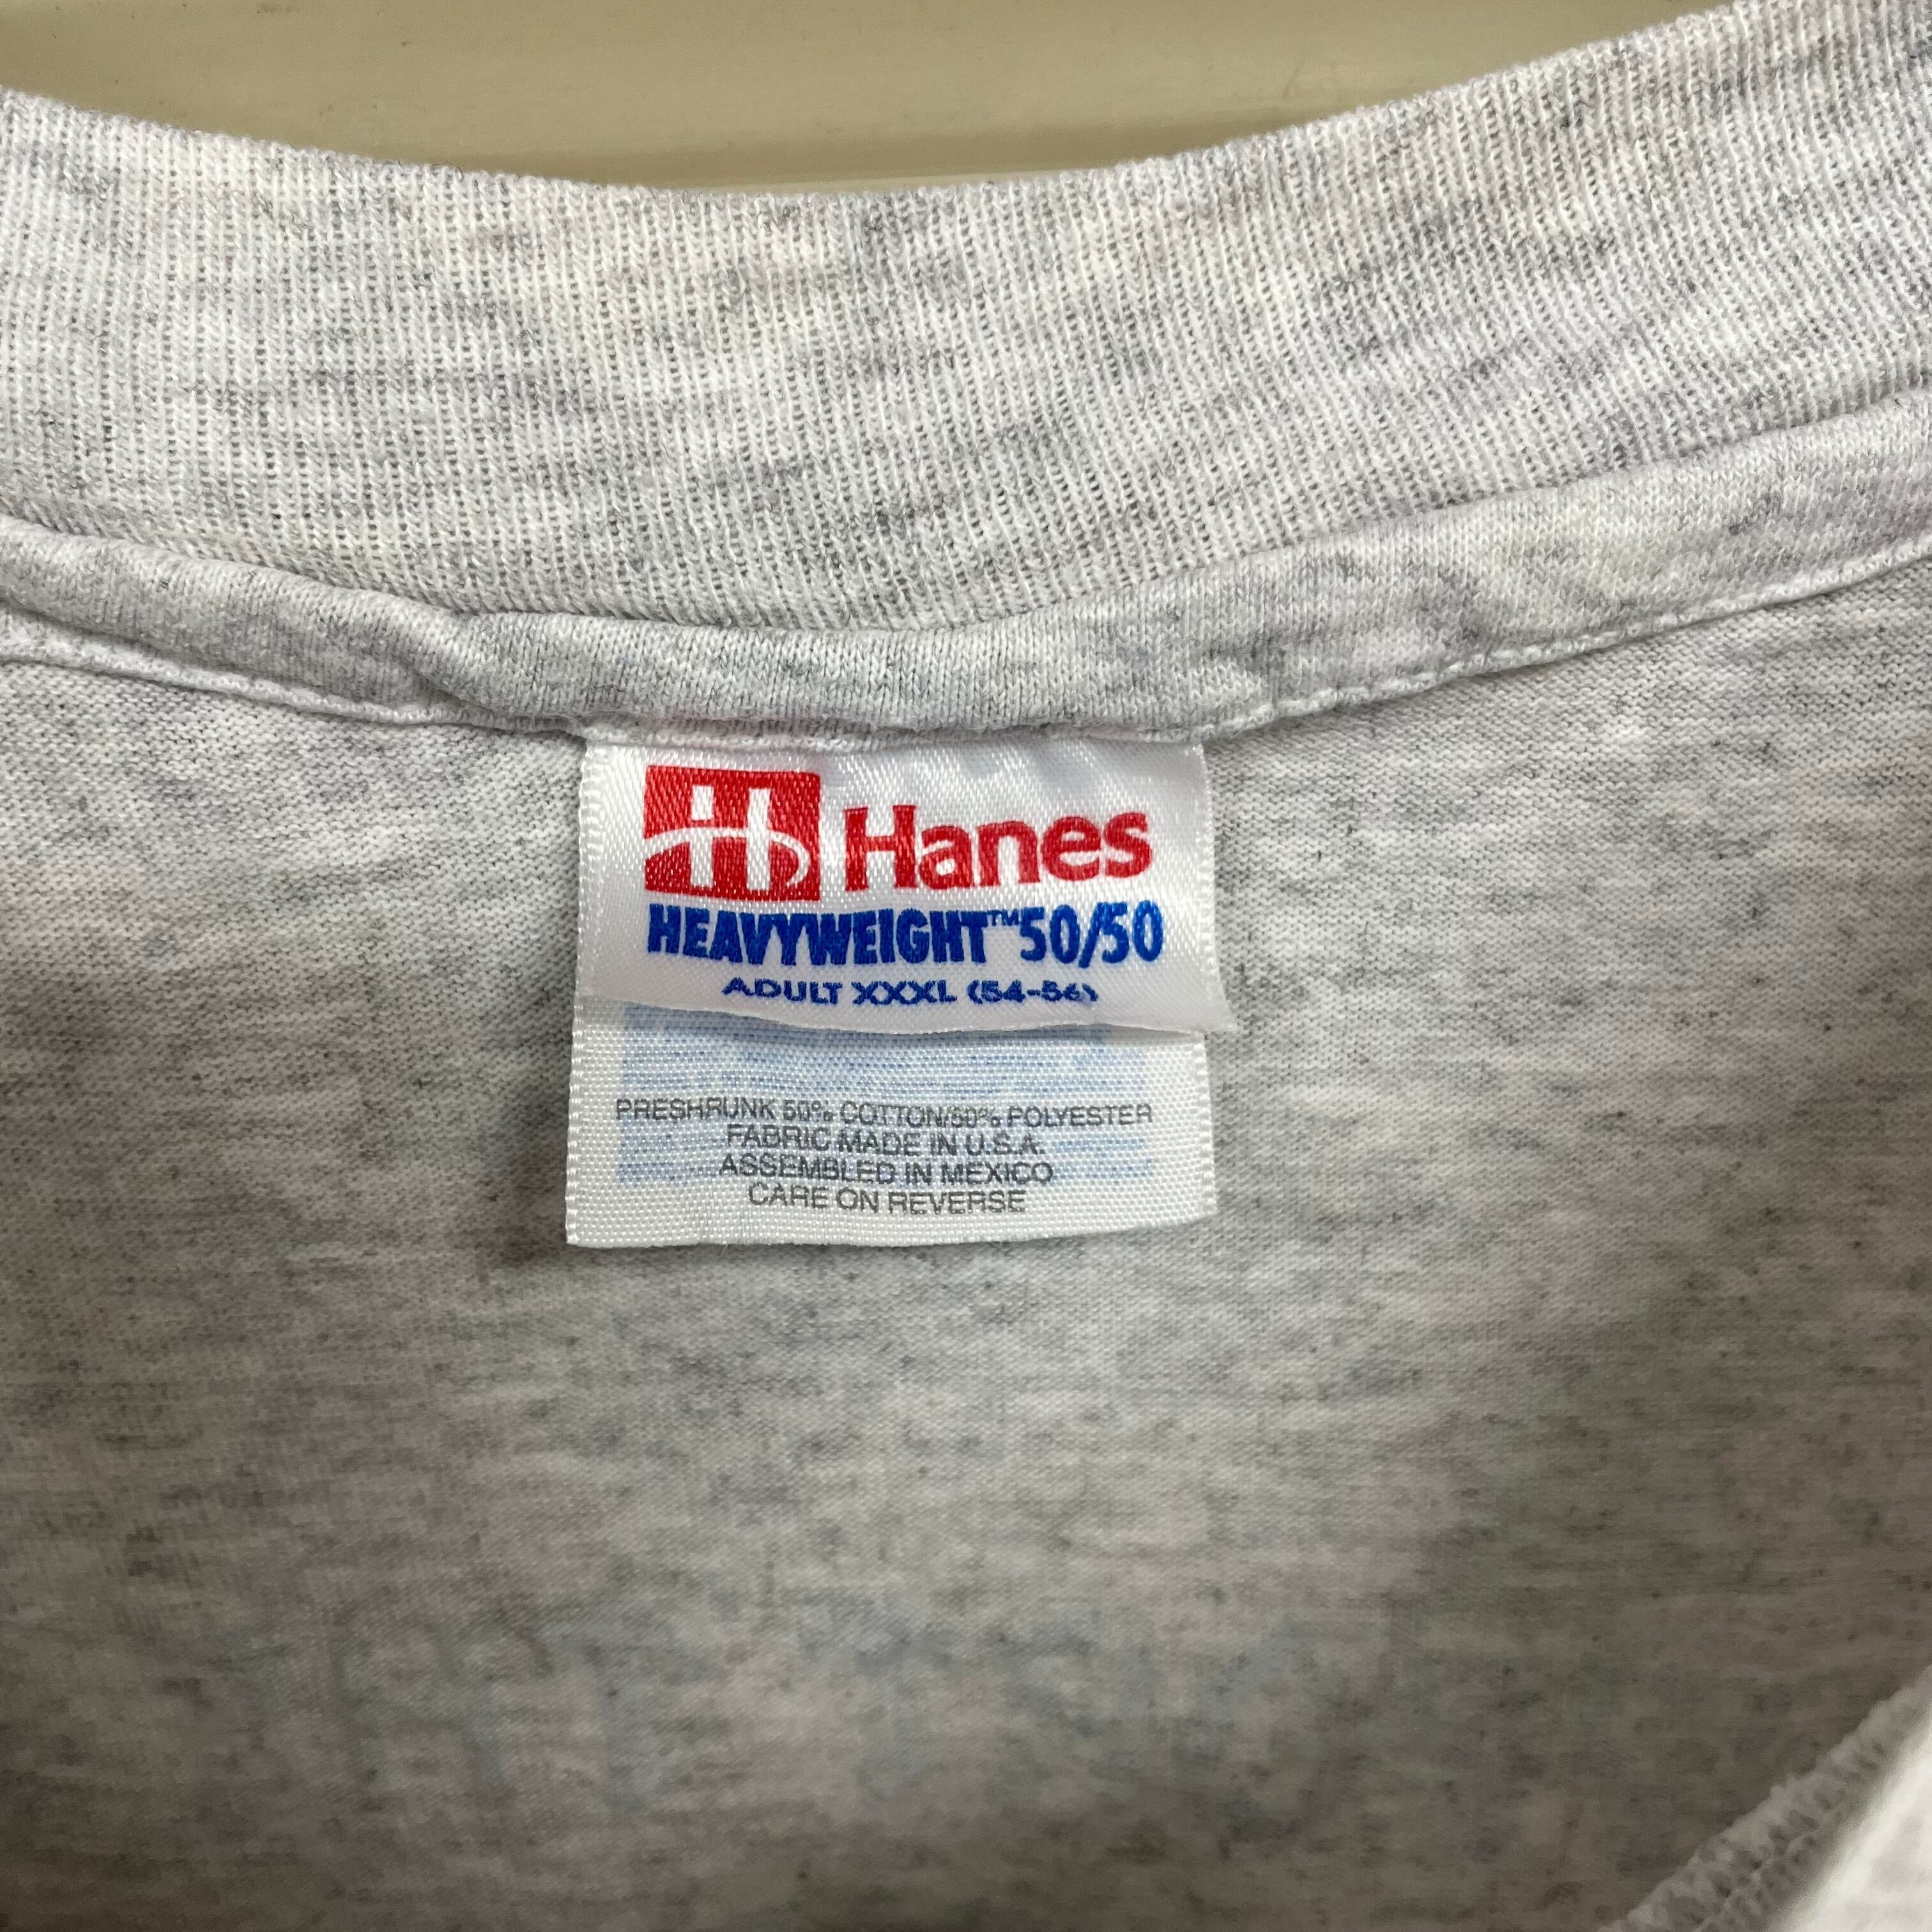 Hanes
HEAVYWEIGHT™ 50/50
ADULT XXXL (54-56)
PRESHRUNK 50% COTTON/50% POLYESTER
FABRIC MADE IN U.S.A.
ASSEMBLED IN MEXICO
CARE ON REVERSE